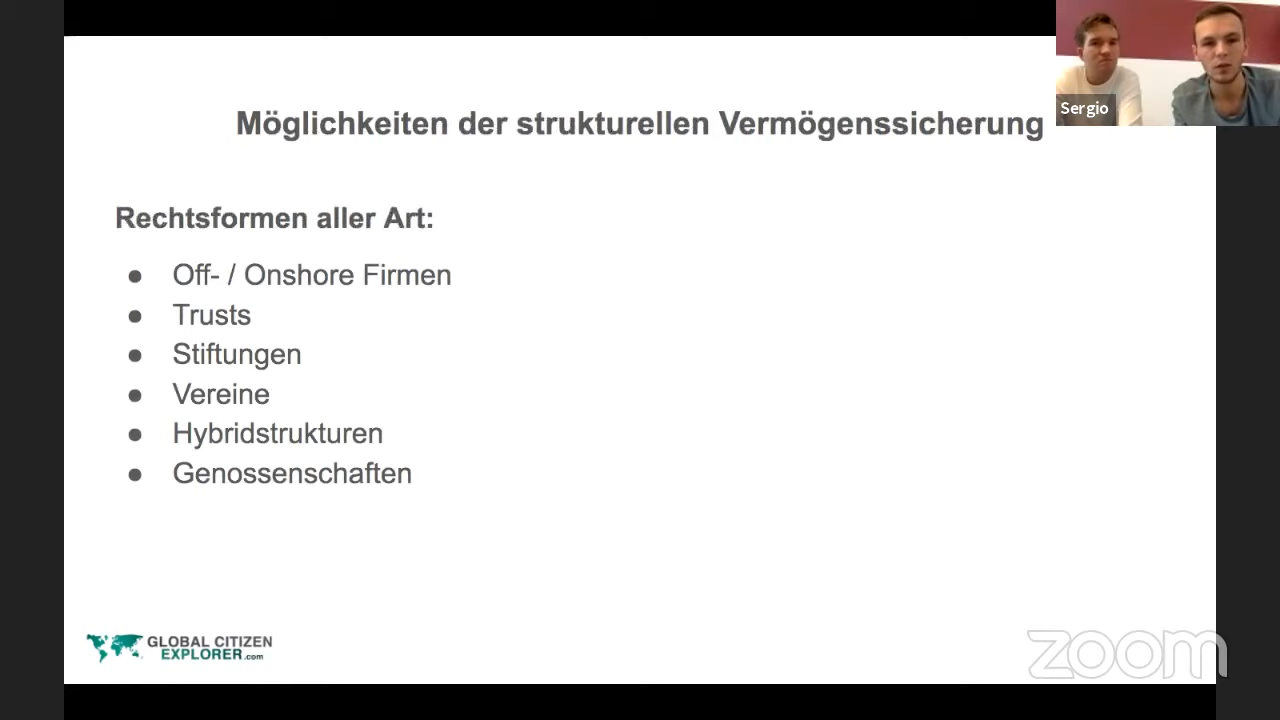 Möglichkeiten der strukturellen Vermögenssicherung
Sergio
Rechtsformen aller Art:
● Off- / Onshore Firmen
● Trusts
● Stiftungen
● Vereine
● Hybridstrukturen
● Genossenschaften
GLOBAL CITIZEN
EXPLORER.com
zoom